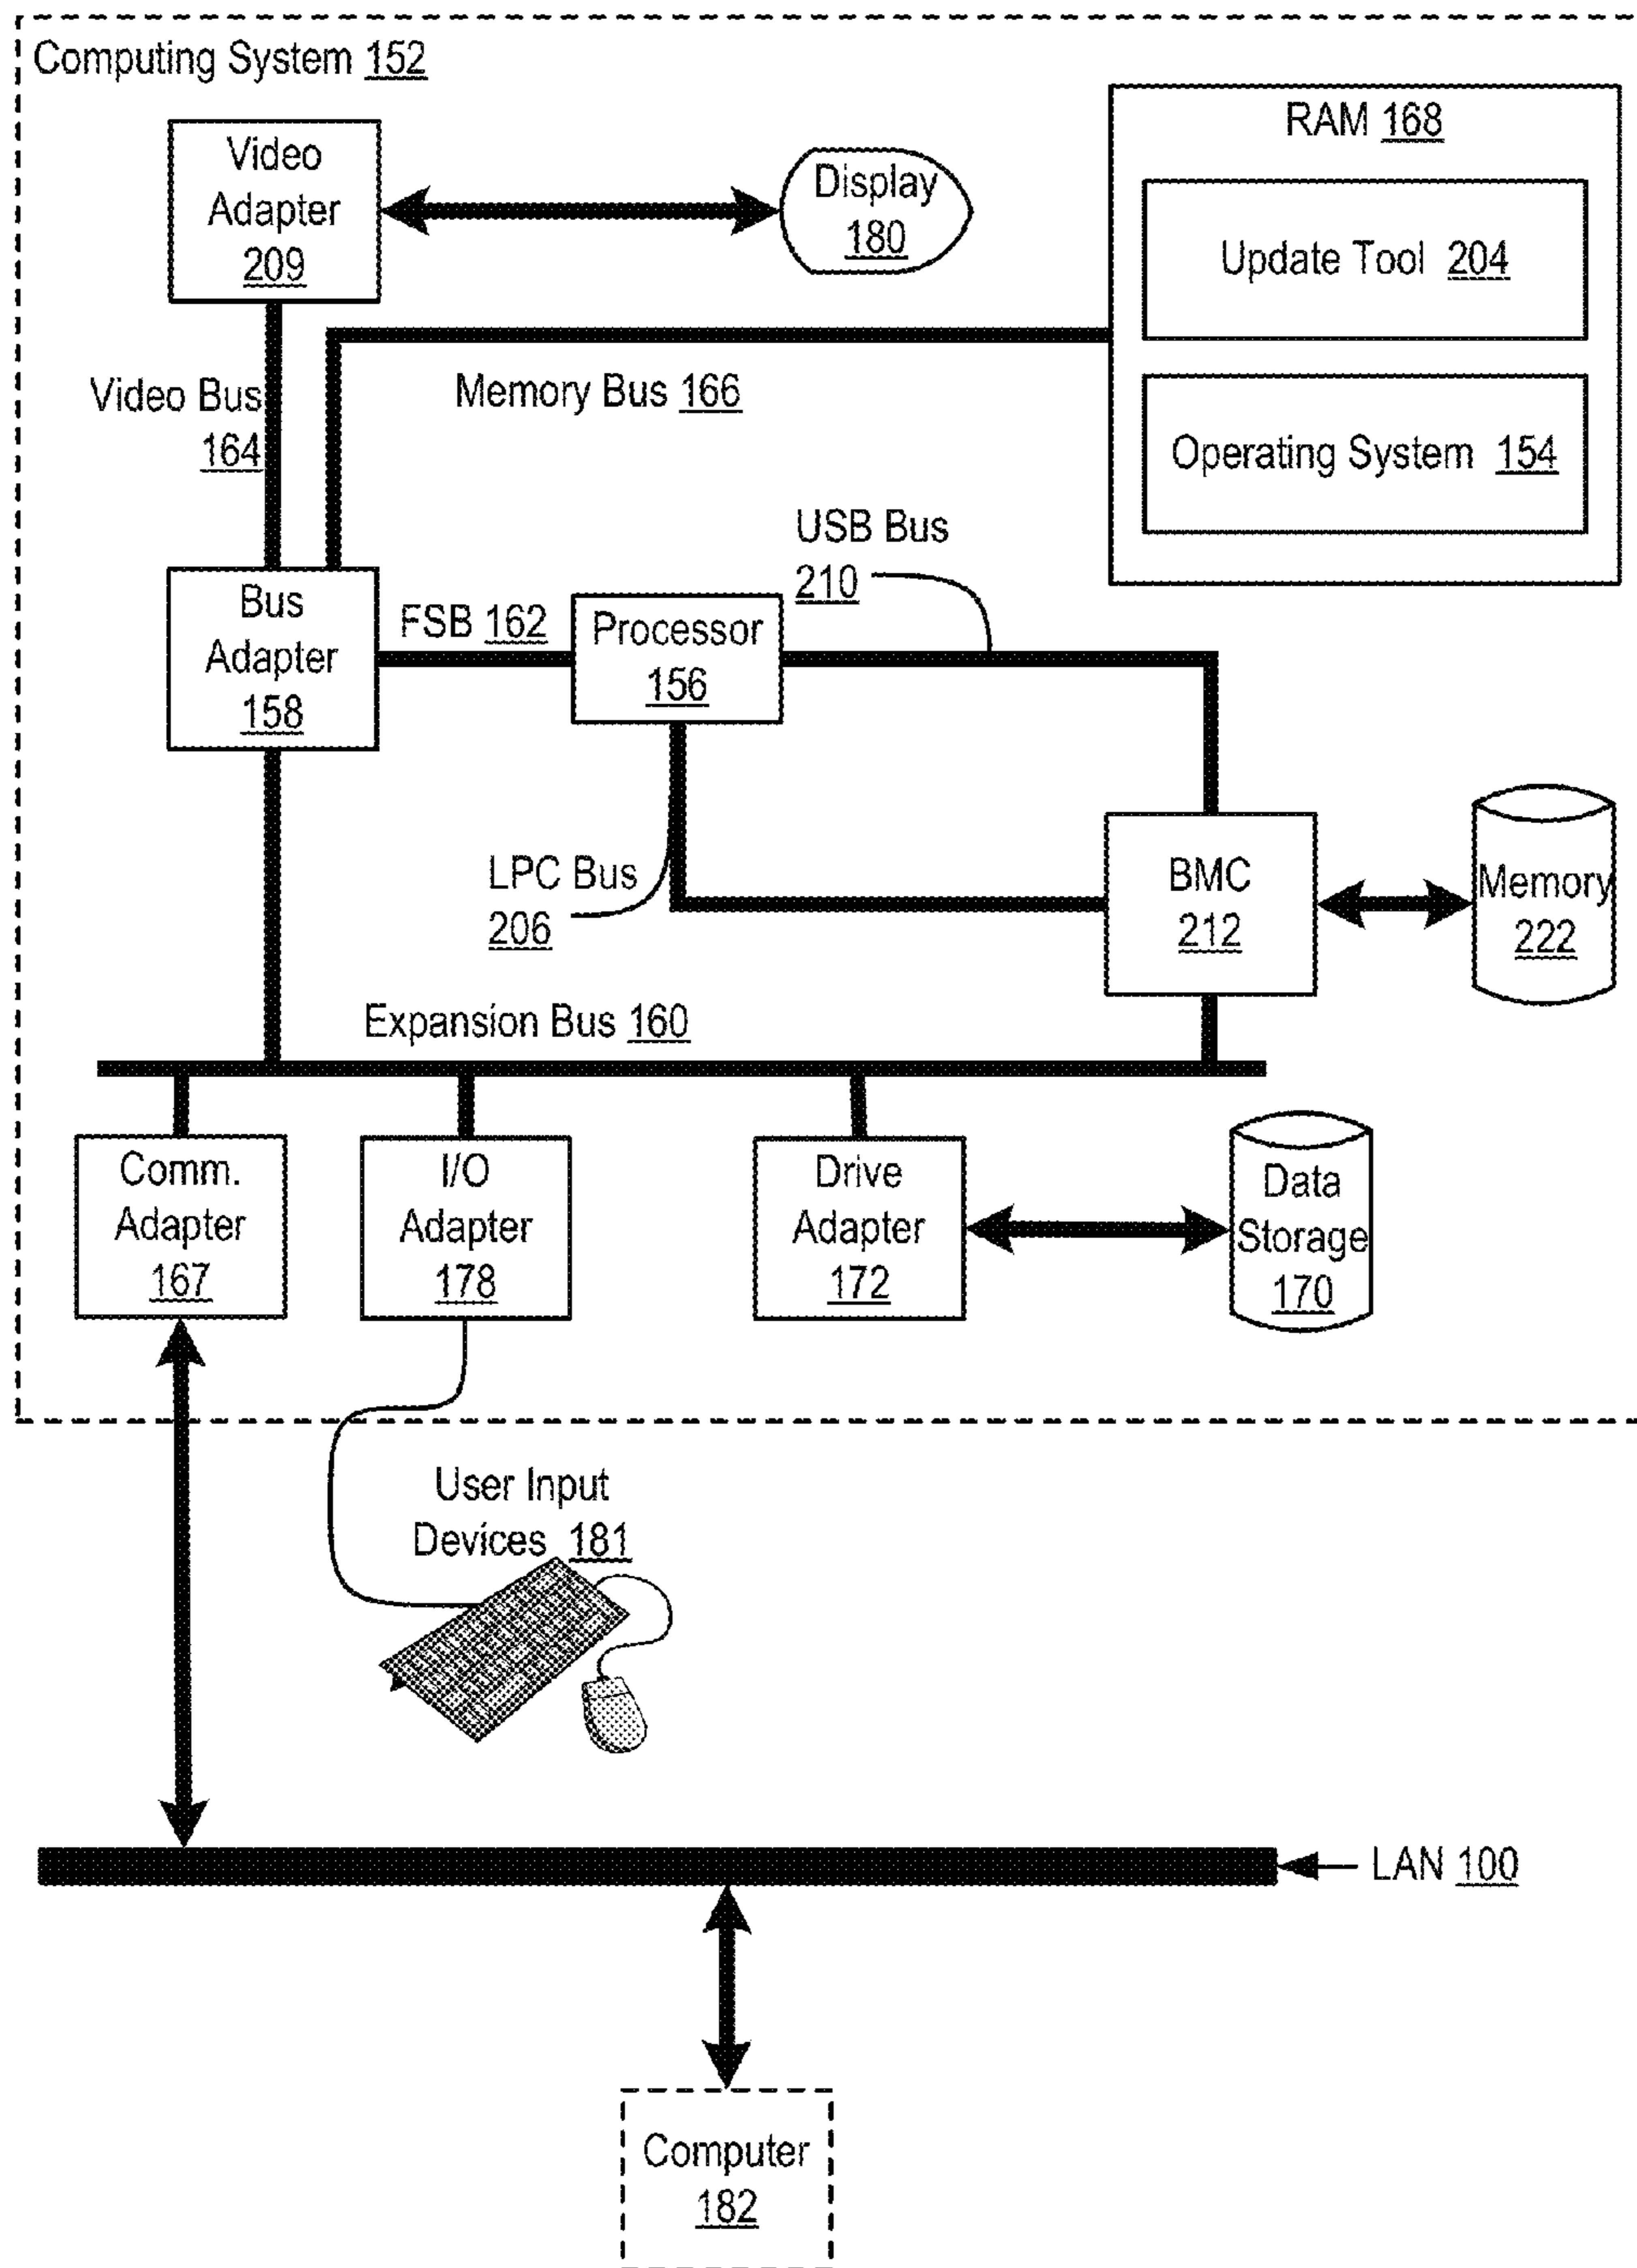 Computing System 152
Video
Adapter
209
Display
180
RAM 168
Update Tool 204
Operating System 154
Video Bus
164
Memory Bus 166
USB Bus
210
Bus
Adapter
158
FSB 162
Processor
156
LPC Bus
206
BMC
212
Memory
222
Expansion Bus 160
Comm.
Adapter
167
I/O
Adapter
178
Drive
Adapter
172
Data
Storage
170
User Input
Devices 181
LAN 100
Computer
182